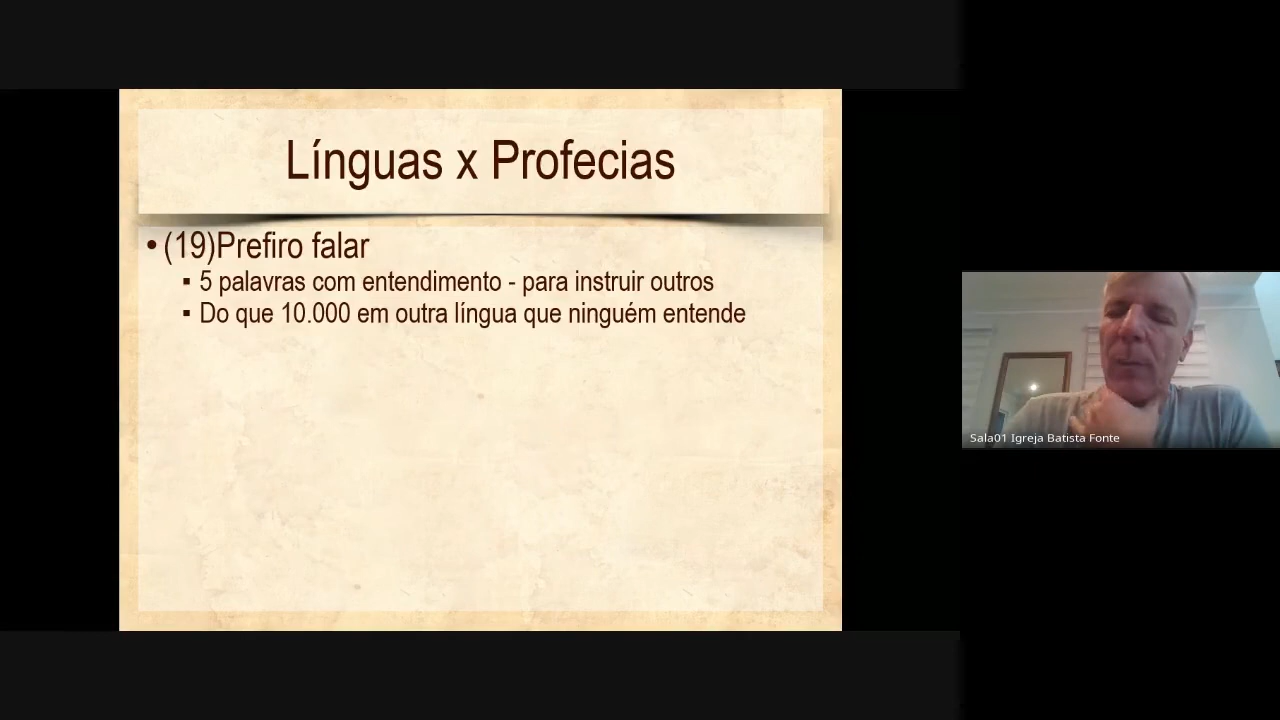 Línguas x Profecias
• (19)Prefiro falar
▪ 5 palavras com entendimento - para instruir outros
▪ Do que 10.000 em outra língua que ninguém entende
Sala01 Igreja Batista Fonte